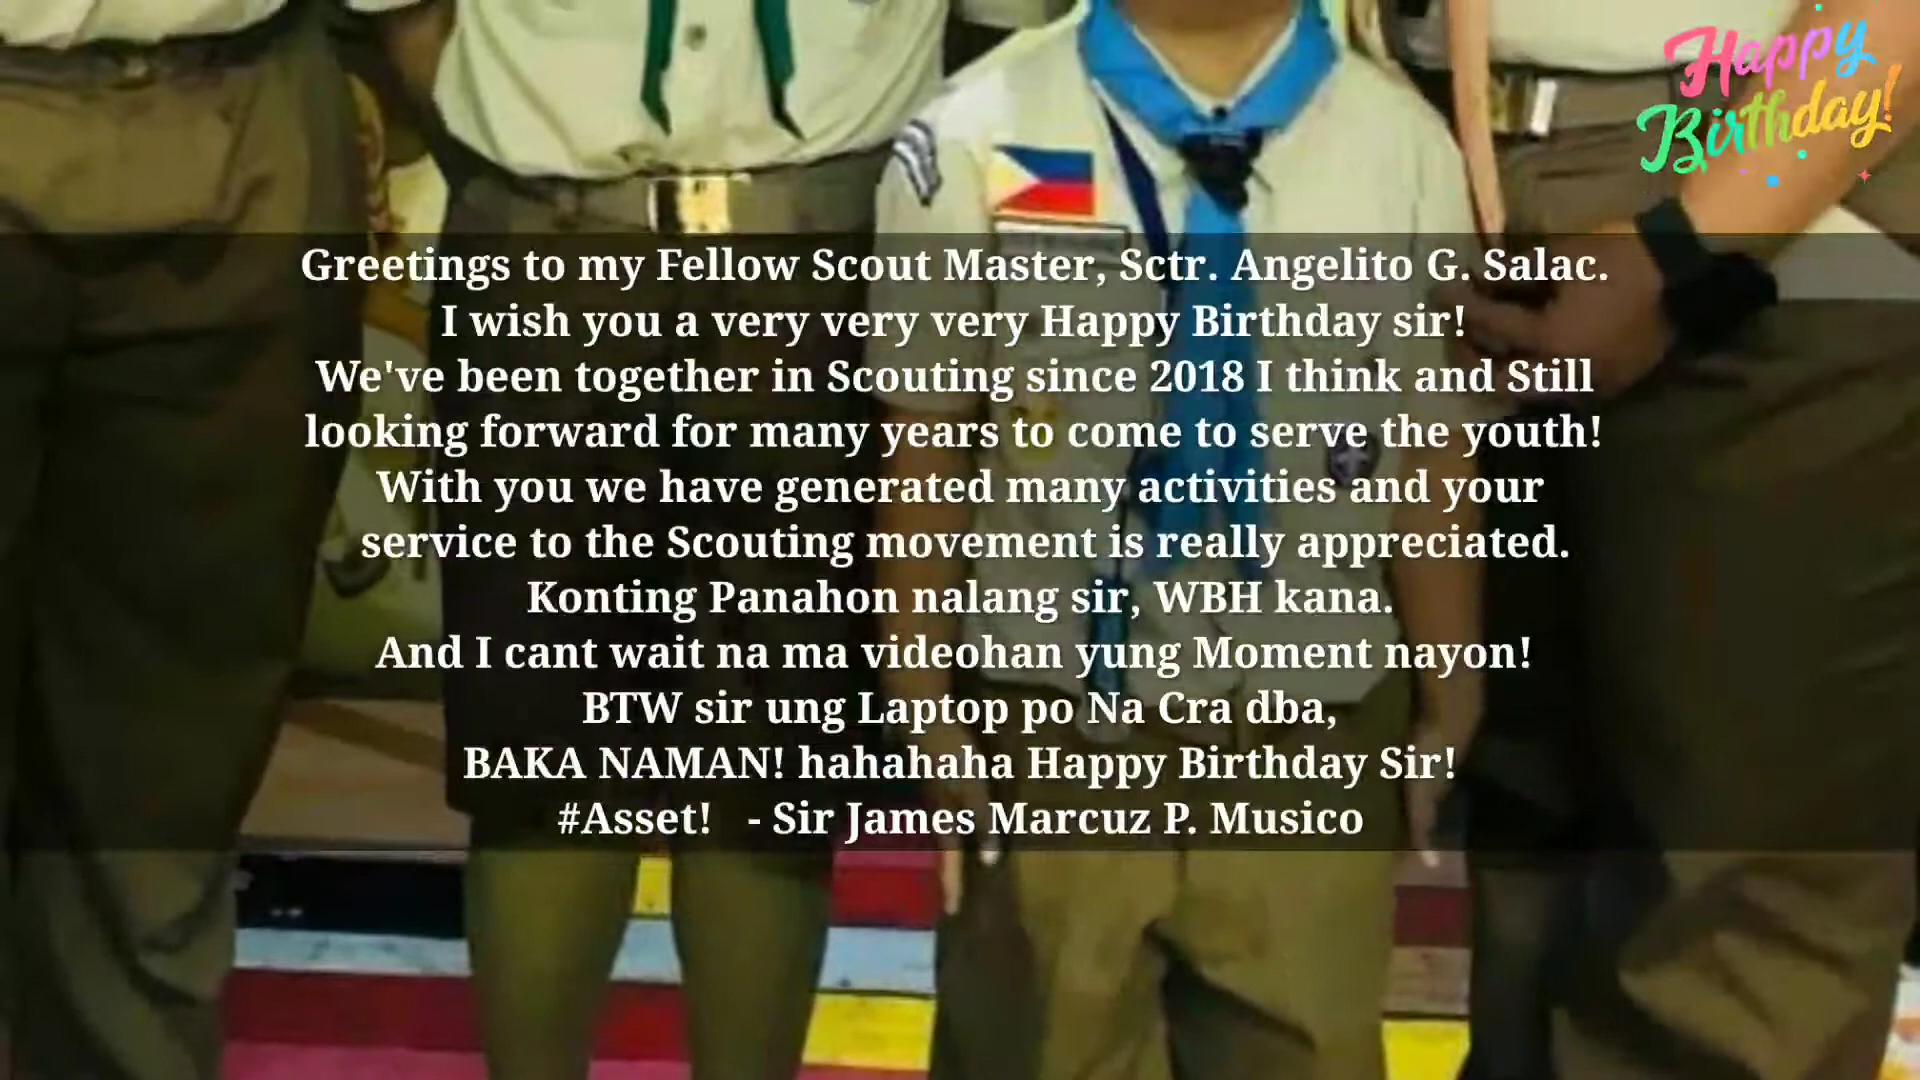 Happy
Birthday!
Greetings to my Fellow Scout Master, Sctr. Angelito G. Salac.
I wish you a very very very Happy Birthday sir!
We've been together in Scouting since 2018 I think and Still
looking forward for many years to come to serve the youth!
With you we have generated many activities and your
service to the Scouting movement is really appreciated.
Konting Panahon nalang sir, WBH kana.
And I cant wait na ma videohan yung Moment nayon!
BTW sir ung Laptop po Na Cra dba,
BAKA NAMAN! hahahaha Happy Birthday Sir!
#Asset!   - Sir James Marcuz P. Musico